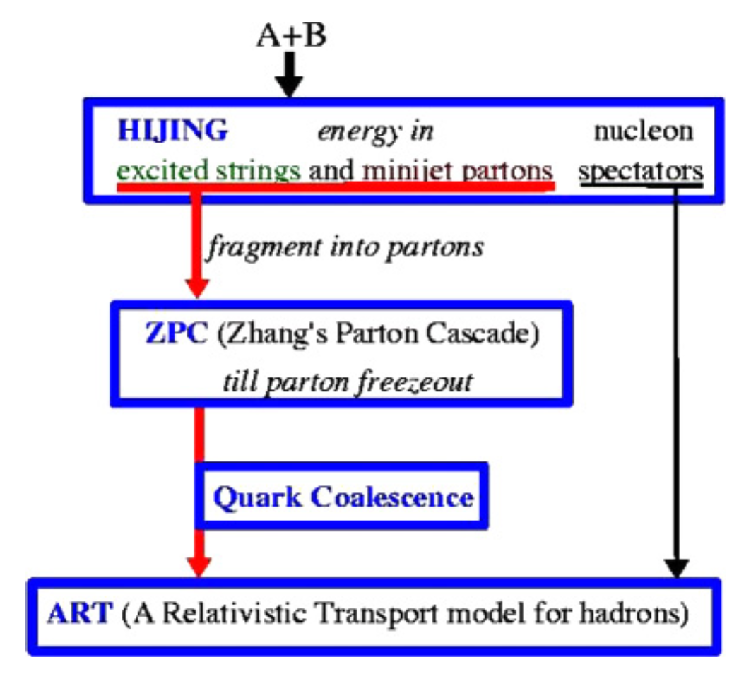 A+B
HIJING energy in nucleon
excited strings and minijet partons spectators
fragment into partons
ZPC (Zhang's Parton Cascade)
till parton freezeout
Quark Coalescence
ART (A Relativistic Transport model for hadrons)